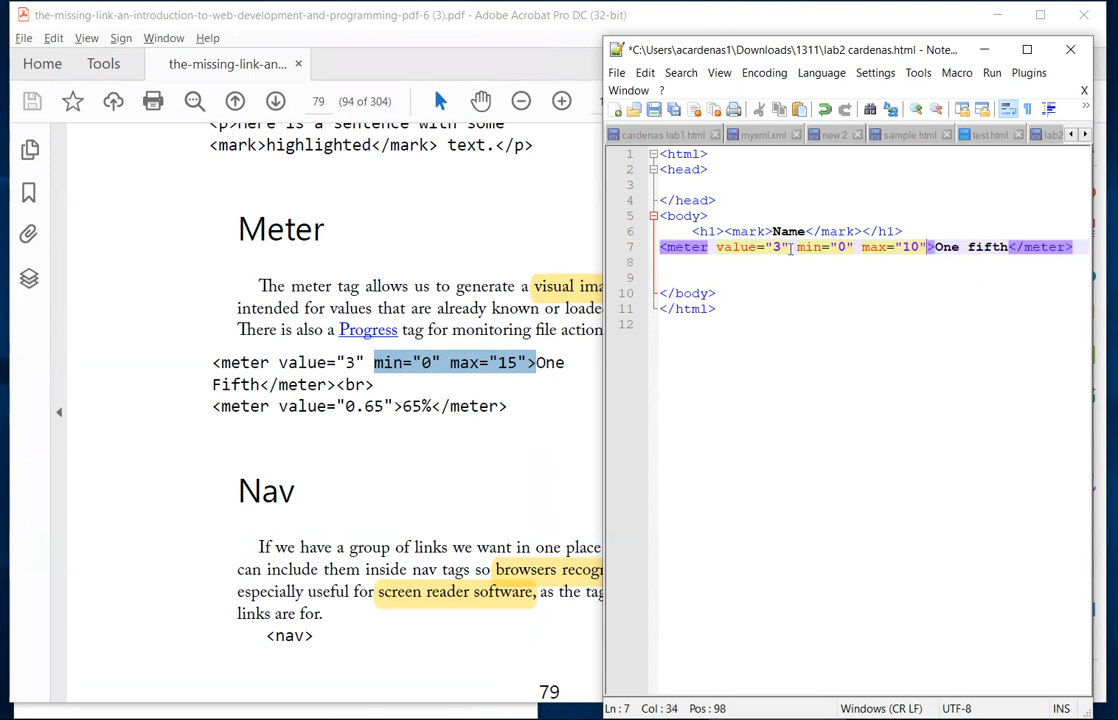 the-missing-link-an-introduction-to-web-development-and-programming-pdf-6 (3).pdf - Adobe Acrobat Pro DC (32-bit)
File Edit View Sign Window Help
Home Tools the-missing-link-an... ×
79 (94 of 304)
<p>Here is a sentence with some
<mark>highlighted</mark> text.</p>
Meter
The meter tag allows us to generate a visual ima
intended for values that are already known or loade
There is also a Progress tag for monitoring file action
<meter value="3" min="0" max="15">One
Fifth</meter><br>
<meter value="0.65">65%</meter>
Nav
If we have a group of links we want in one place
can include them inside nav tags so browsers recogn
especially useful for screen reader software, as the tag
links are for.
<nav>
79
*C:\Users\acardenas1\Downloads\1311\lab2 cardenas.html - Note...
File Edit Search View Encoding Language Settings Tools Macro Run Plugins
Window ? X
cardenas lab1.html myxml.xml new 2 sample.html test.html lab2
1 <html>
2 <head>
3
4 </head>
5 <body>
6 <h1><mark>Name</mark></h1>
7 <meter value="3" min="0" max="10">One fifth</meter>
8
9
10 </body>
11 </html>
12
Ln : 7 Col : 34 Pos : 98 Windows (CR LF) UTF-8 INS